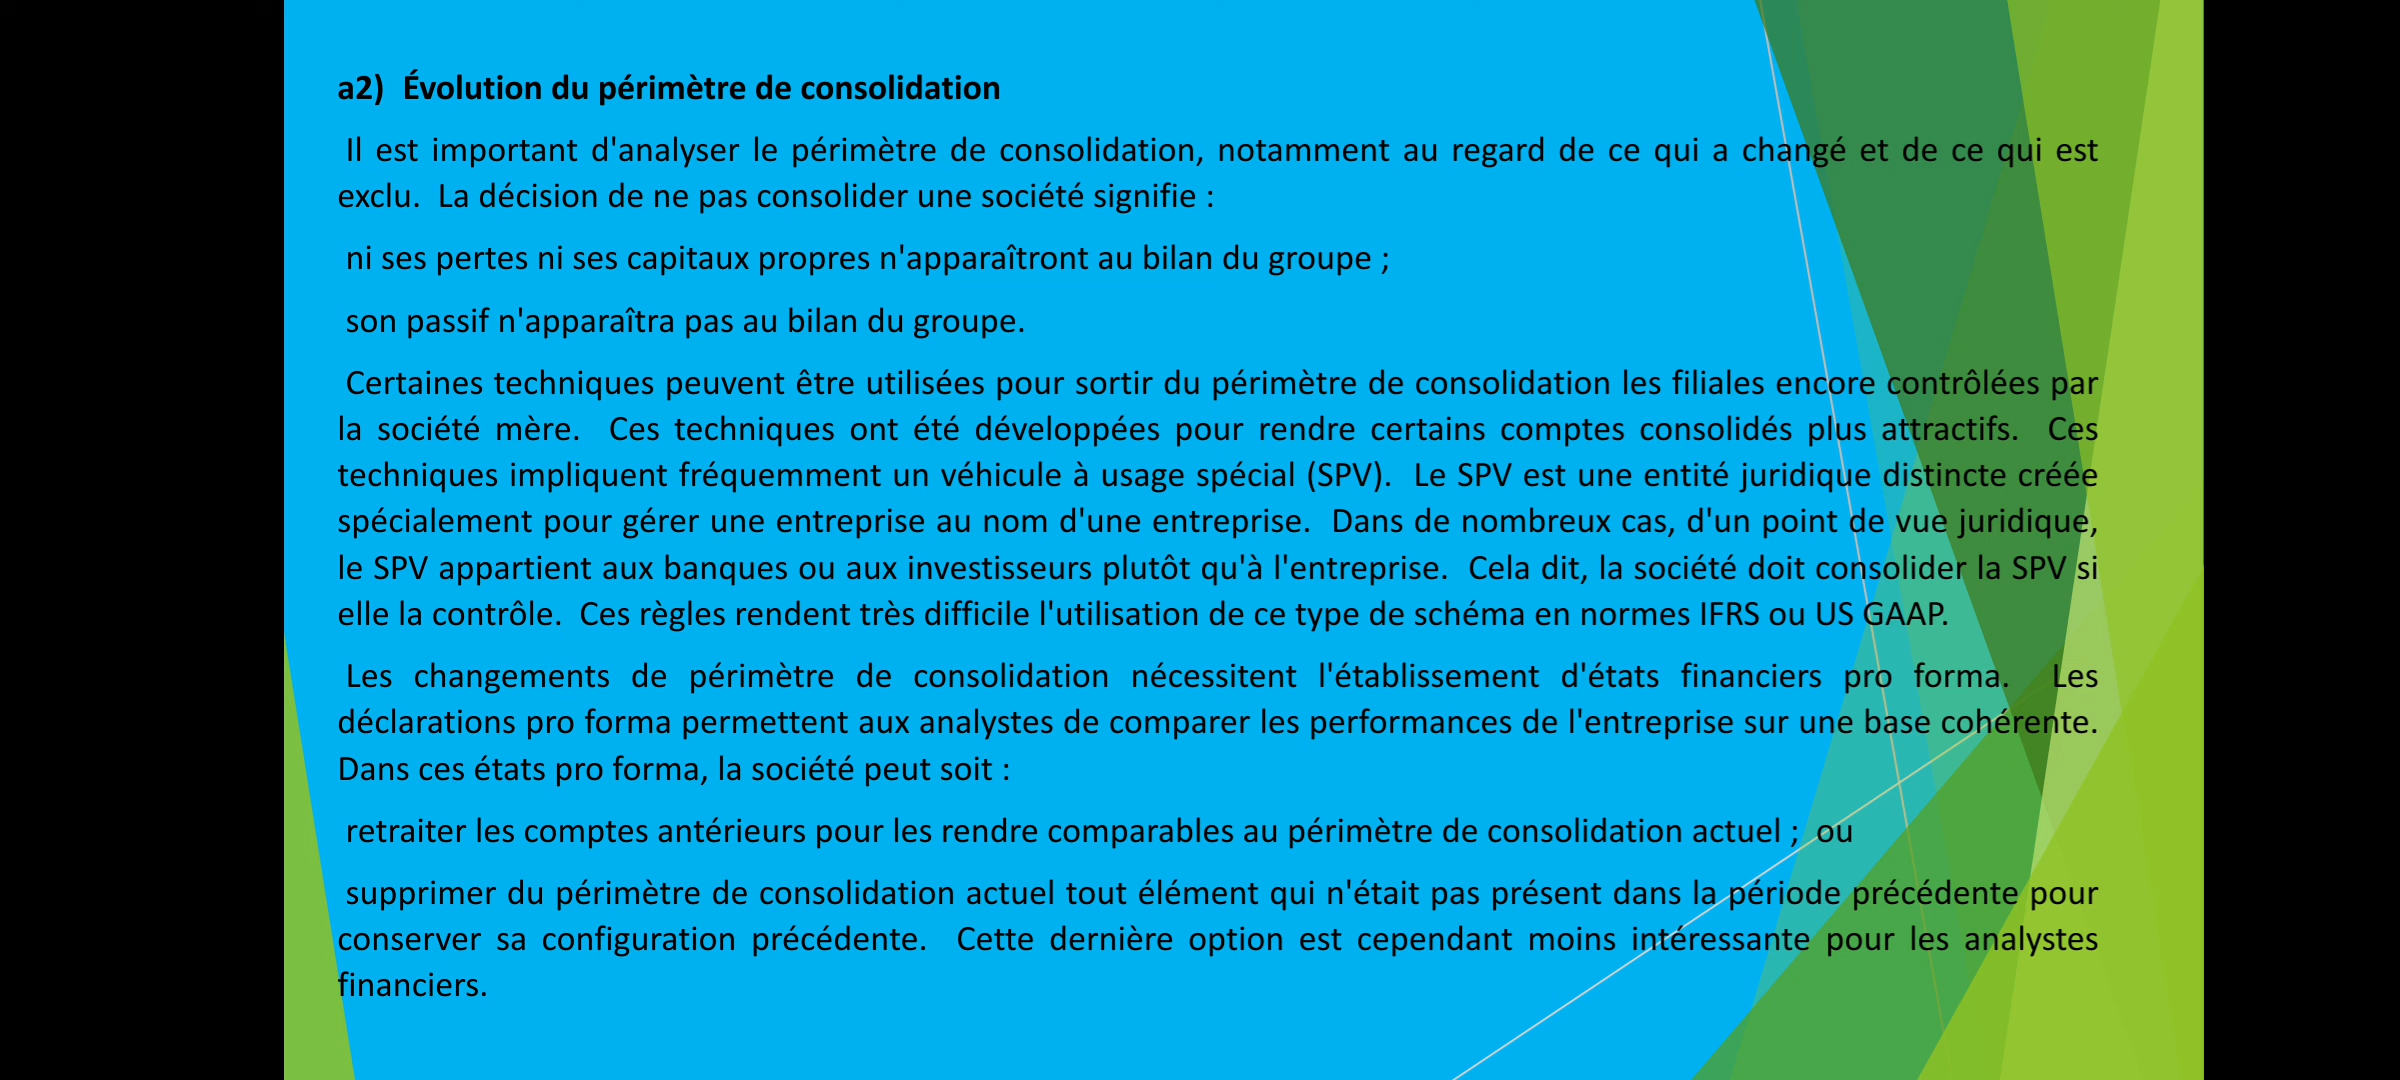 a2) Évolution du périmètre de consolidation
Il est important d'analyser le périmètre de consolidation, notamment au regard de ce qui a changé et de ce qui est
exclu. La décision de ne pas consolider une société signifie :
ni ses pertes ni ses capitaux propres n'apparaîtront au bilan du groupe ;
son passif n'apparaîtra pas au bilan du groupe.
Certaines techniques peuvent être utilisées pour sortir du périmètre de consolidation les filiales encore contrôlées par
la société mère. Ces techniques ont été développées pour rendre certains comptes consolidés plus attractifs. Ces
techniques impliquent fréquemment un véhicule à usage spécial (SPV). Le SPV est une entité juridique distincte créée
spécialement pour gérer une entreprise au nom d'une entreprise. Dans de nombreux cas, d'un point de vue juridique,
le SPV appartient aux banques ou aux investisseurs plutôt qu'à l'entreprise. Cela dit, la société doit consolider la SPV si
elle la contrôle. Ces règles rendent très difficile l'utilisation de ce type de schéma en normes IFRS ou US GAAP.
Les changements de périmètre de consolidation nécessitent l'établissement d'états financiers pro forma. Les
déclarations pro forma permettent aux analystes de comparer les performances de l'entreprise sur une base cohérente.
Dans ces états pro forma, la société peut soit :
retraiter les comptes antérieurs pour les rendre comparables au périmètre de consolidation actuel ; ou
supprimer du périmètre de consolidation actuel tout élément qui n'était pas présent dans la période précédente pour
conserver sa configuration précédente. Cette dernière option est cependant moins intéressante pour les analystes
financiers.